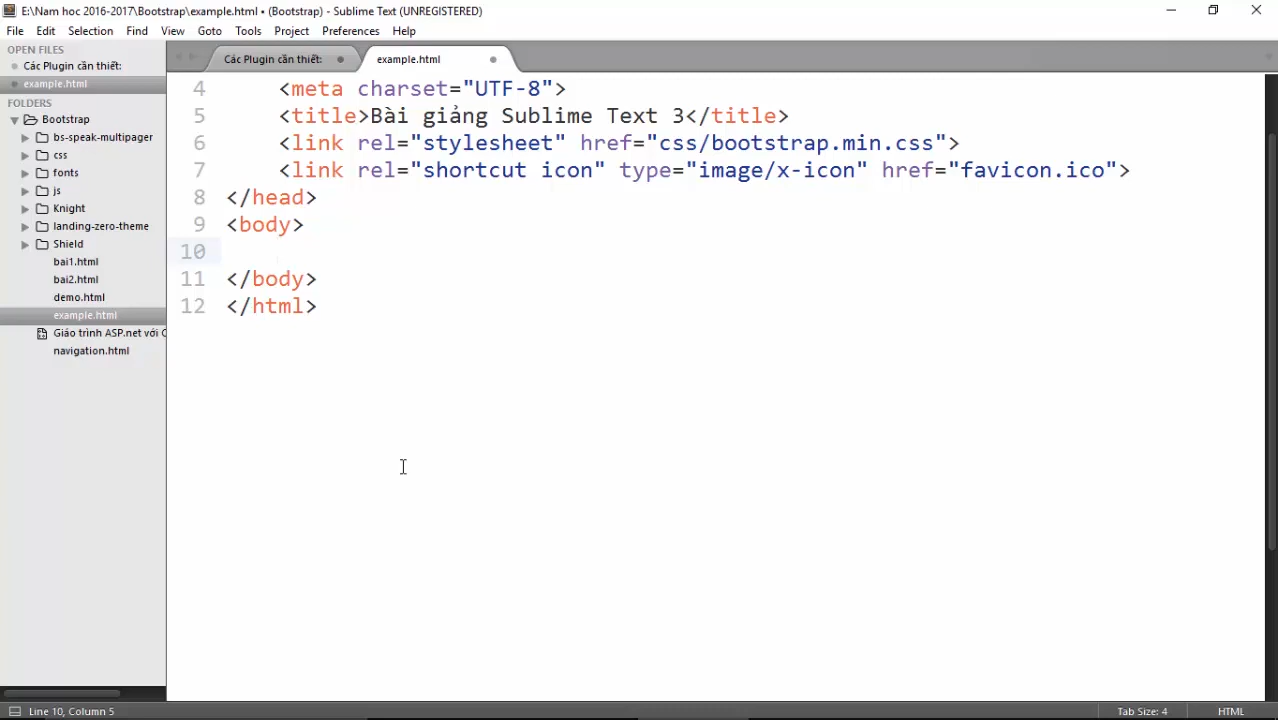 E:\Nam hoc 2016-2017\Bootstrap\example.html • (Bootstrap) - Sublime Text (UNREGISTERED)
File Edit Selection Find View Goto Tools Project Preferences Help
OPEN FILES
Các Plugin cần thiết:
example.html
FOLDERS
Bootstrap
bs-speak-multipager
css
fonts
js
Knight
landing-zero-theme
Shield
bai1.html
bai2.html
demo.html
example.html
Giáo trình ASP.net với C
navigation.html
Các Plugin cần thiết: example.html
4 <meta charset="UTF-8">
5 <title>Bài giảng Sublime Text 3</title>
6 <link rel="stylesheet" href="css/bootstrap.min.css">
7 <link rel="shortcut icon" type="image/x-icon" href="favicon.ico">
8 </head>
9 <body>
10
11 </body>
12 </html>
Line 10, Column 5 Tab Size: 4 HTML